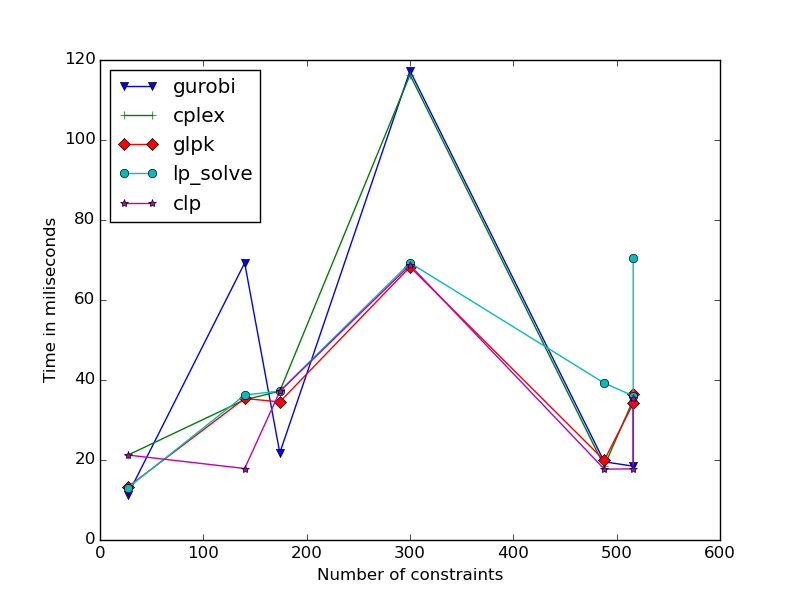 120
100
80
60
40
20
0
Time in miliseconds
gurobi
cplex
glpk
lp_solve
clp
0 100 200 300 400 500 600
Number of constraints